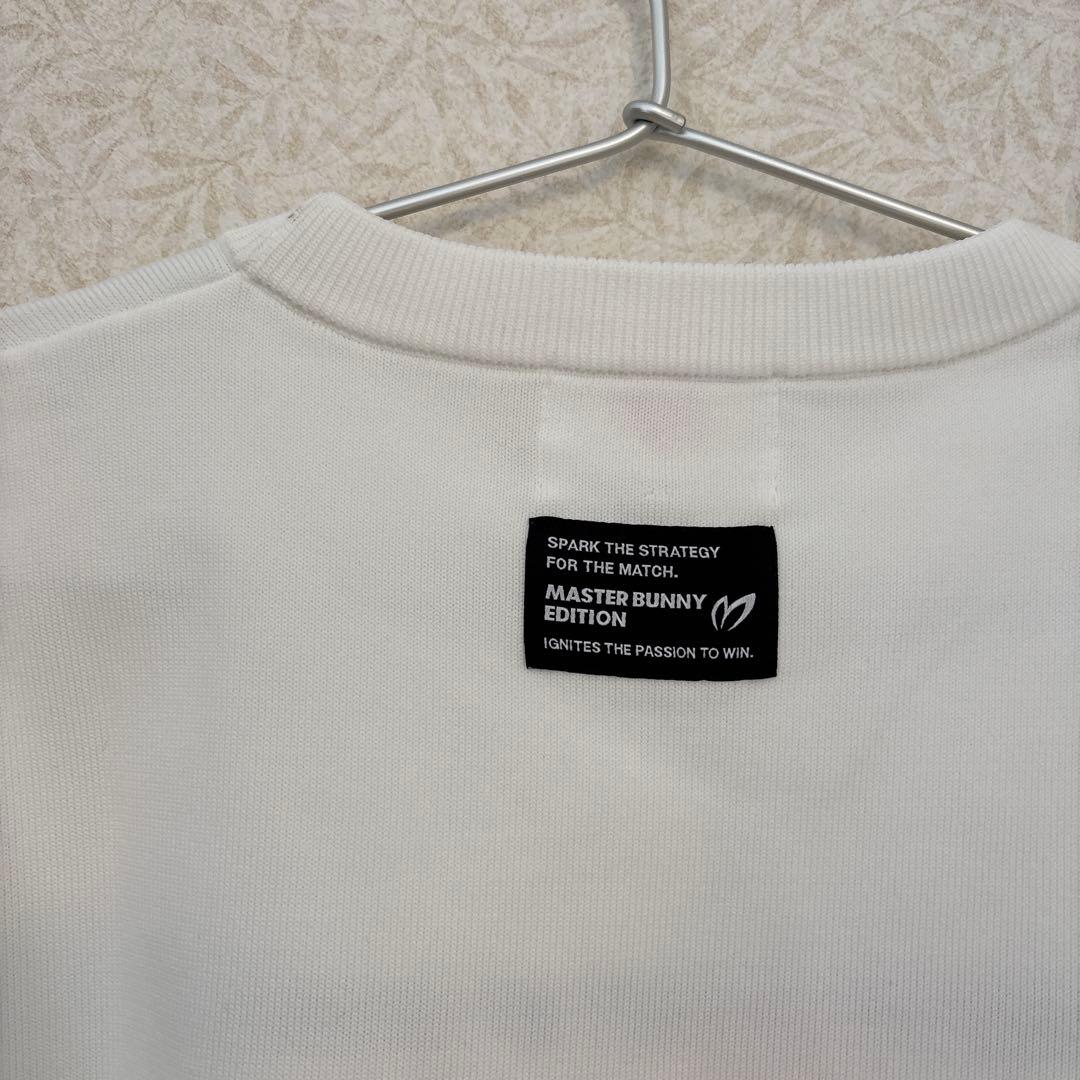 SPARK THE STRATEGY
FOR THE MATCH.
MASTER BUNNY
EDITION
IGNITES THE PASSION TO WIN.